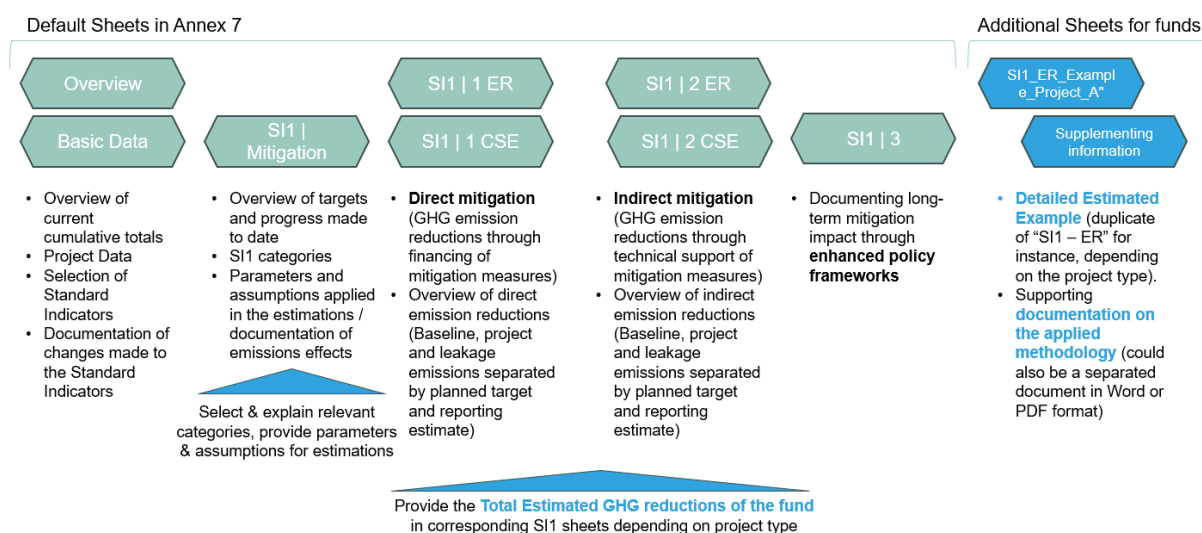 Default Sheets in Annex 7
Additional Sheets for funds
Overview
SI1 | 1 ER
SI1 | 2 ER
SI1_ER_Exampl
e_Project_A"
Basic Data
SI1 |
Mitigation
SI1 | 1 CSE
SI1 | 2 CSE
SI1 | 3
Supplementing
information
• Overview of
current
cumulative totals
• Project Data
• Selection of
Standard
Indicators
• Documentation of
changes made to
the Standard
Indicators
• Overview of targets
and progress made
to date
• SI1 categories
• Parameters and
assumptions applied
in the estimations /
documentation of
emissions effects
Select & explain relevant
categories, provide parameters
& assumptions for estimations
• Direct mitigation
(GHG emission
reductions through
financing of
mitigation measures)
• Overview of direct
emission reductions
(Baseline, project
and leakage
emissions separated
by planned target
and reporting
estimate)
• Indirect mitigation
(GHG emission
reductions through
technical support of
mitigation measures)
• Overview of indirect
emission reductions
(Baseline, project
and leakage
emissions separated
by planned target
and reporting
estimate)
• Documenting long-
term mitigation
impact through
enhanced policy
frameworks
• Detailed Estimated
Example (duplicate
of “SI1 – ER” for
instance, depending
on the project type).
• Supporting
documentation on
the applied
methodology (could
also be a separated
document in Word or
PDF format)
Provide the Total Estimated GHG reductions of the fund
in corresponding SI1 sheets depending on project type